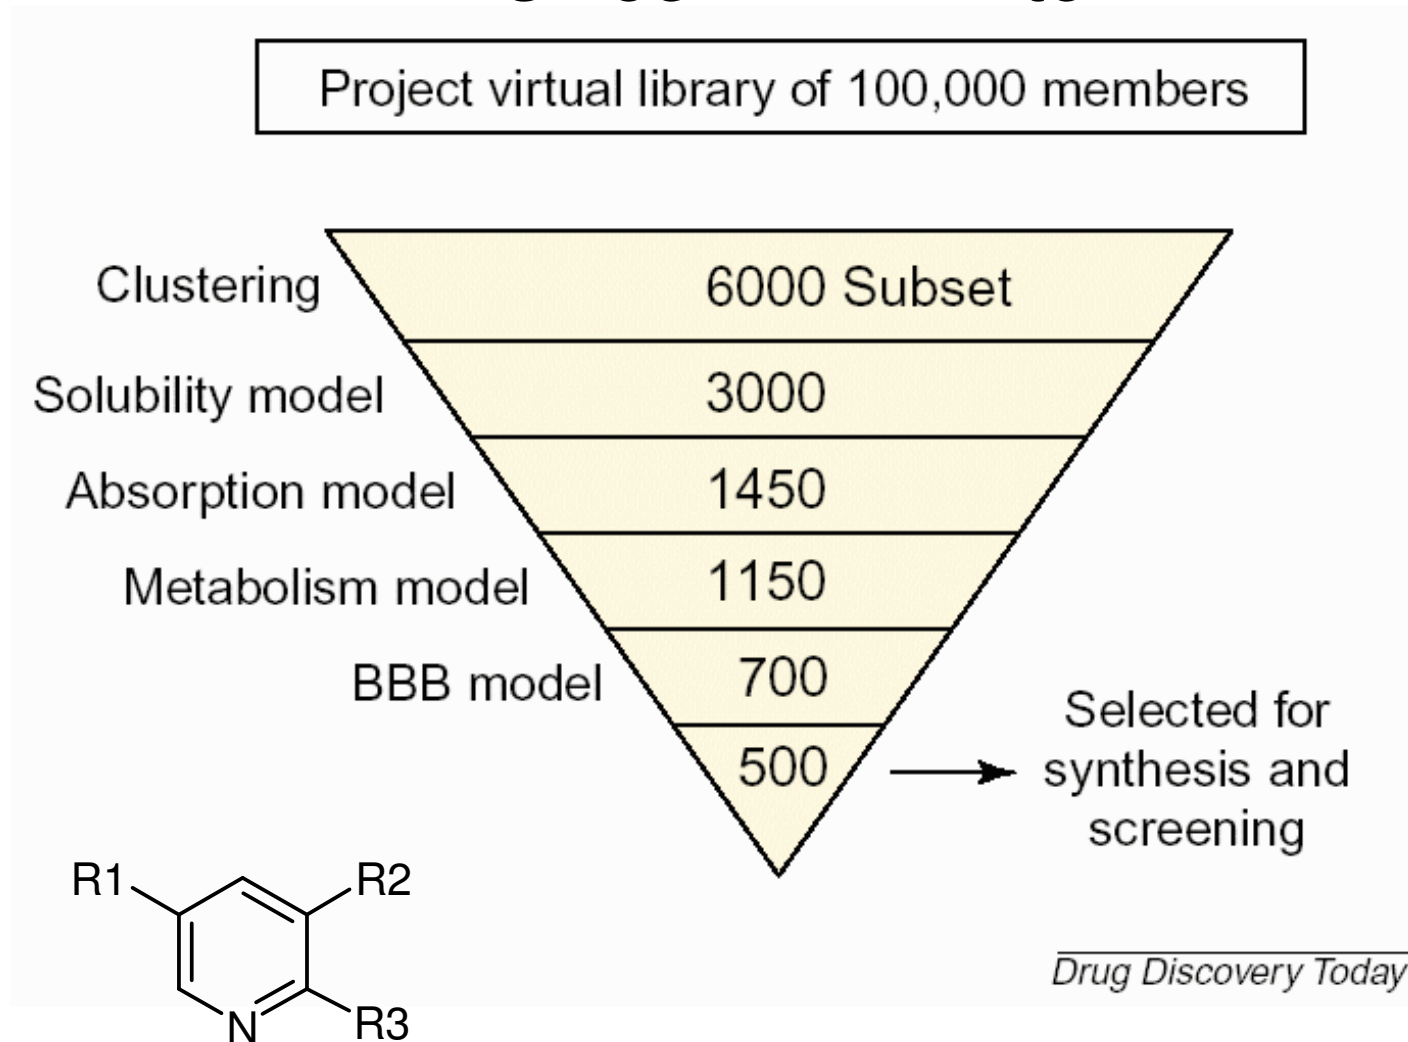 Project virtual library of 100,000 members
Clustering 6000 Subset
Solubility model 3000
Absorption model 1450
Metabolism model 1150
BBB model 700
500
Selected for
synthesis and
screening
R1
R2
N
R3
Drug Discovery Today